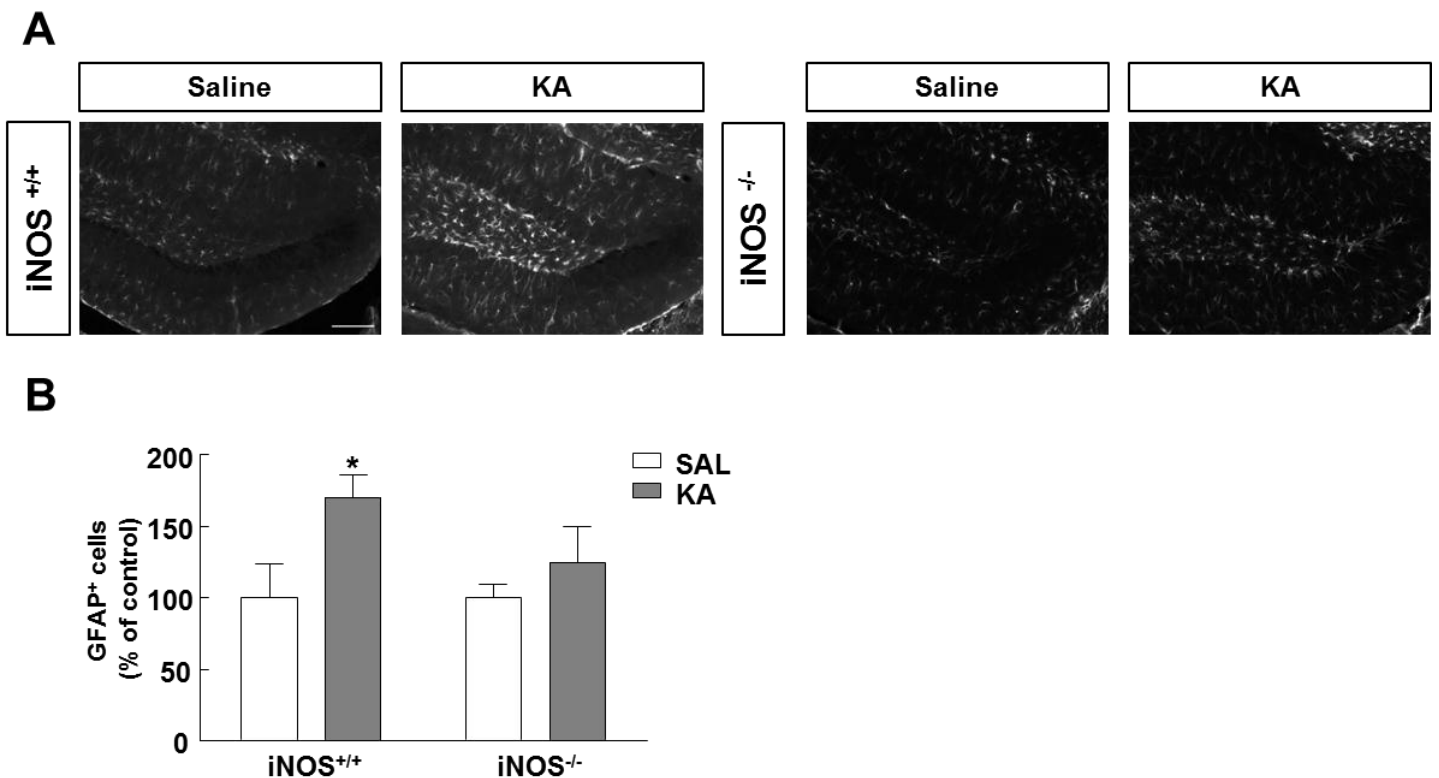 A
Saline
KA
Saline
KA
iNOS +/+
iNOS -/-
B
GFAP⁺ cells
(% of control)
200
150
100
50
0
*
SAL
KA
iNOS⁺/⁺
iNOS⁻/⁻